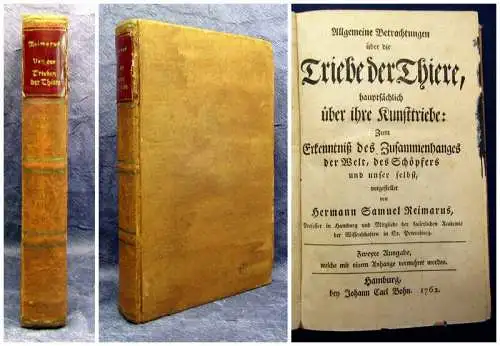 Reimarus
Von den
Trieben
der Thiere
Allgemeine Betrachtungen
über die
Triebe der Thiere,
hauptsächlich
über ihre Kunsttriebe:
Zum
Erkenntniß des Zusammenhanges
der Welt, des Schöpfers
und unser selbst,
vorgestellet
von
Hermann Samuel Reimarus,
Professor in Hamburg und Mitgliede der kaiserlichen Academie
der Wissenschaften in St. Petersburg.
Zweyte Ausgabe,
welche mit einem Anhange vermehret worden.
Hamburg,
bey Johann Carl Bohn. 1762.